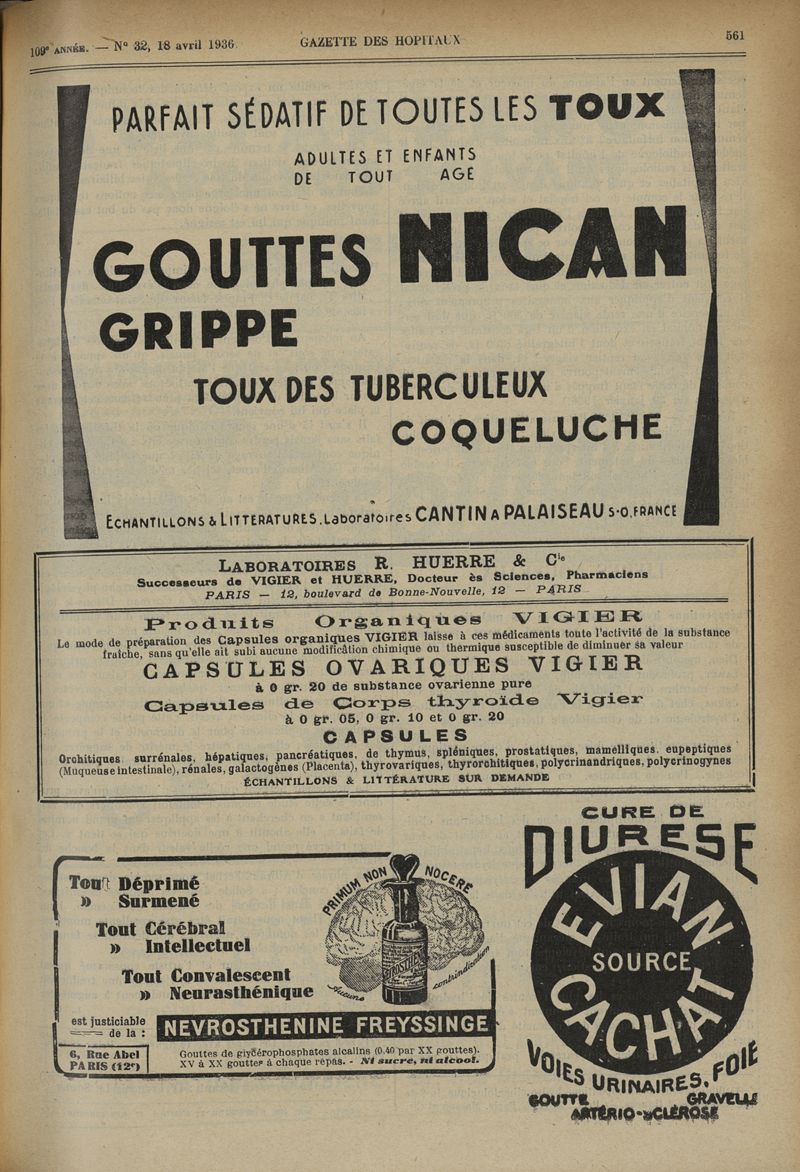 109e ANNÉE. — N° 32, 18 avril 1936.
GAZETTE DES HOPITAUX
561
PARFAIT SÉDATIF DE TOUTES LES TOUX
ADULTES ET ENFANTS
DE TOUT AGE
GOUTTES NICAN
GRIPPE
TOUX DES TUBERCULEUX
COQUELUCHE
ECHANTILLONS & LITTERATURES. Laboratoires CANTIN A PALAISEAU S-O. FRANCE
LABORATOIRES R. HUERRE & Cie
Successeurs de VIGIER et HUERRE, Docteur ès Sciences, Pharmaciens
PARIS — 12, boulevard de Bonne-Nouvelle, 12 — PARIS
Produits Organiques VIGIER
Le mode de préparation des Capsules organiques VIGIER laisse à ces médicaments toute l'activité de la substance
fraîche, sans qu'elle ait subi aucune modification chimique ou thermique susceptible de diminuer sa valeur
CAPSULES OVARIQUES VIGIER
à 0 gr. 20 de substance ovarienne pure
Capsules de Corps thyroïde Vigier
à 0 gr. 05, 0 gr. 10 et 0 gr. 20
CAPSULES
Orchitiques surrénales, hépatiques, pancréatiques, de thymus, spléniques, prostatiques, mamelliques, eupeptiques
(Muqueuse intestinale), rénales, galactogènes (Placenta), thyrovariques, thyrorchitiques, polycrinandriques, polycrinogynes
ÉCHANTILLONS & LITTÉRATURE SUR DEMANDE
Tout Déprimé
» Surmené
Tout Cérébral
» Intellectuel
Tout Convalescent
» Neurasthénique
PRIMUM NON NOCERE
Aucune contrindication
est justiciable
de la :
NEVROSTHENINE FREYSSINGE
6, Rue Abel
PARIS (12e)
Gouttes de glycérophosphates alcalins (0.40 par XX gouttes).
XV à XX gouttes à chaque repas. - Ni sucre, ni alcool.
CURE DE
DIURESE
EVIAN
SOURCE
CACHAT
VOIES URINAIRES, FOIE
GOUTTE GRAVELLE
ARTÉRIO-SCLÉROSE